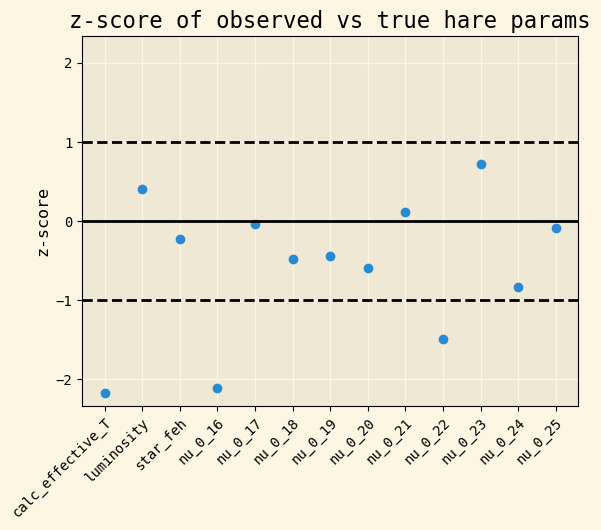 z-score of observed vs true hare params
z-score
2
1
0
−1
−2
calc_effective_T
luminosity
star_feh
nu_0_16
nu_0_17
nu_0_18
nu_0_19
nu_0_20
nu_0_21
nu_0_22
nu_0_23
nu_0_24
nu_0_25